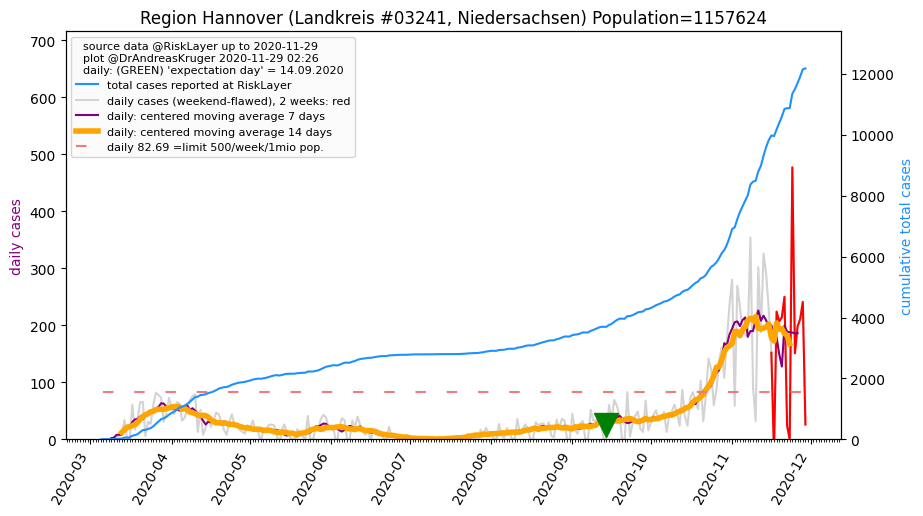 Region Hannover (Landkreis #03241, Niedersachsen) Population=1157624
source data @RiskLayer up to 2020-11-29
plot @DrAndreasKruger 2020-11-29 02:26
daily: (GREEN) 'expectation day' = 14.09.2020
total cases reported at RiskLayer
daily cases (weekend-flawed), 2 weeks: red
daily: centered moving average 7 days
daily: centered moving average 14 days
daily 82.69 =limit 500/week/1mio pop.
daily cases
700
600
500
400
300
200
100
0
cumulative total cases
12000
10000
8000
6000
4000
2000
0
2020-03
2020-04
2020-05
2020-06
2020-07
2020-08
2020-09
2020-10
2020-11
2020-12